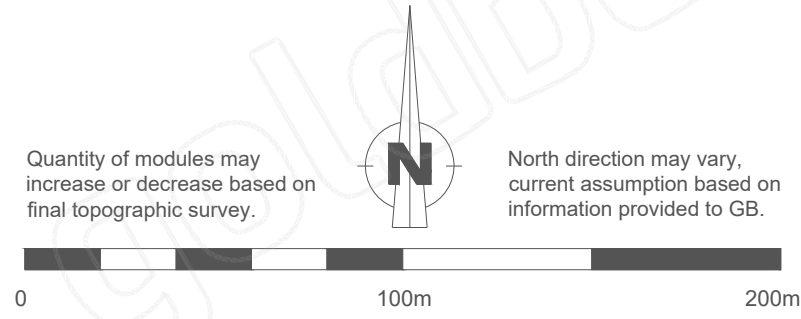 N
Quantity of modules may
increase or decrease based on
final topographic survey.
North direction may vary,
current assumption based on
information provided to GB.
0 100m 200m